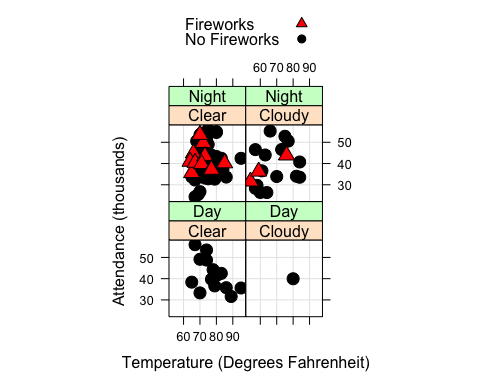 Fireworks
No Fireworks
60 70 80 90
Night Night
Clear Cloudy
50
40
30
Day Day
Clear Cloudy
50
40
30
60 70 80 90
Attendance (thousands)
Temperature (Degrees Fahrenheit)